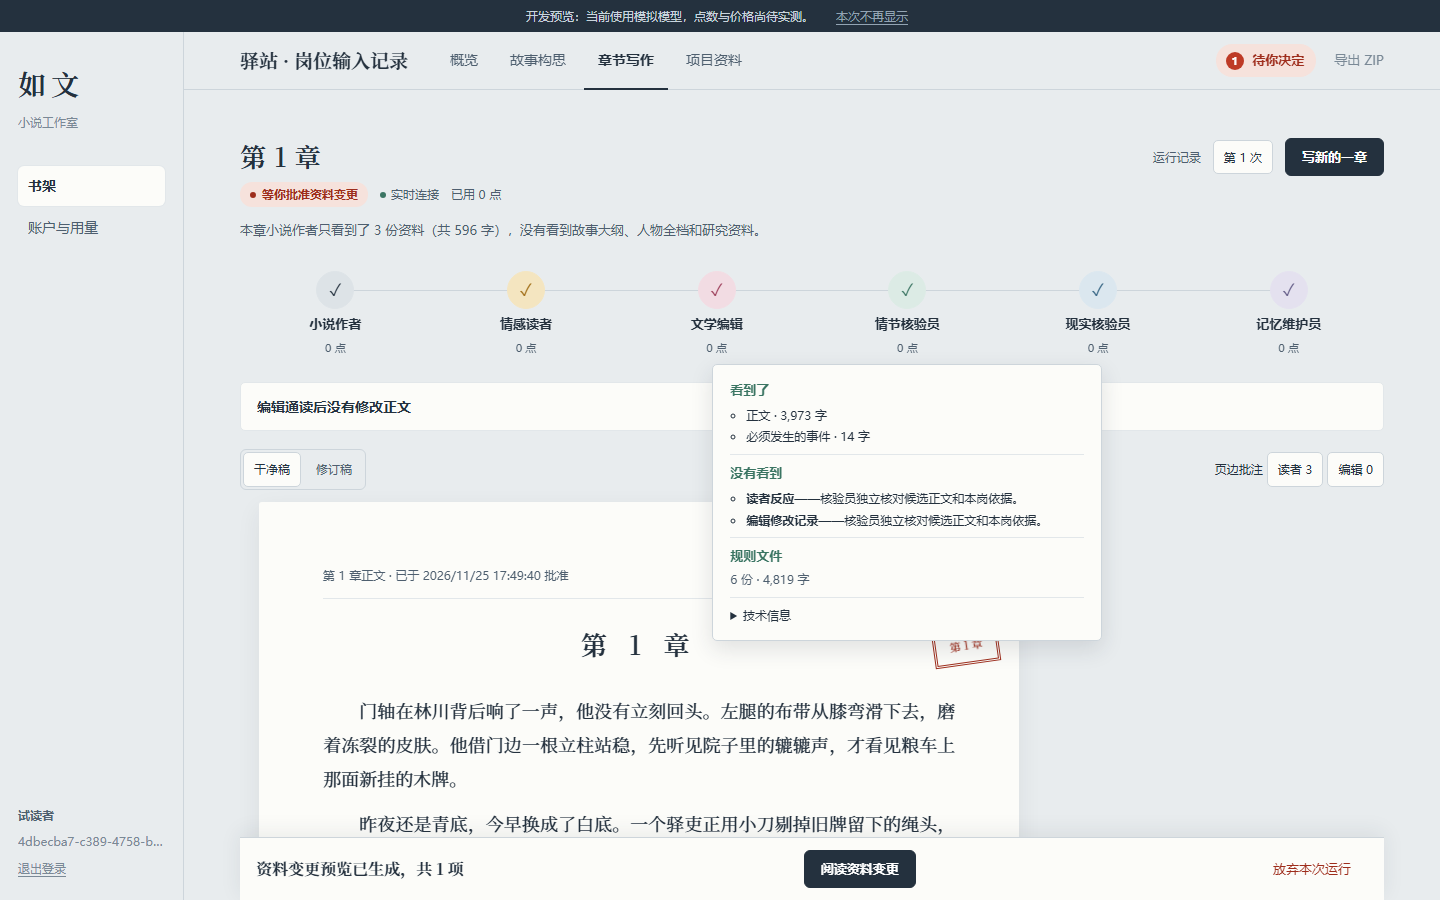 开发预览：当前使用模拟模型，点数与价格尚待实测。 本次不再显示
如文
小说工作室
书架
账户与用量
试读者
4dbecba7-c389-4758-b...
退出登录
驿站 · 岗位输入记录 概览 故事构思 章节写作 项目资料 1 待你决定 导出 ZIP
第 1 章
运行记录 第 1 次 写新的一章
等你批准资料变更 实时连接 已用 0 点
本章小说作者只看到了 3 份资料（共 596 字），没有看到故事大纲、人物全档和研究资料。
小说作者 情感读者 文学编辑 情节核验员 现实核验员 记忆维护员
0 点 0 点 0 点 0 点 0 点 0 点
编辑通读后没有修改正文
看到了
正文 · 3,973 字
必须发生的事件 · 14 字
没有看到
读者反应——核验员独立核对候选正文和本岗依据。
编辑修改记录——核验员独立核对候选正文和本岗依据。
规则文件
6 份 · 4,819 字
技术信息
干净稿 修订稿 页边批注 读者 3 编辑 0
第 1 章正文 · 已于 2026/11/25 17:49:40 批准
第 1 章
第 1 章
门轴在林川背后响了一声，他没有立刻回头。左腿的布带从膝弯滑下去，磨
着冻裂的皮肤。他借门边一根立柱站稳，先听见院子里的辘辘声，才看见粮车上
那面新挂的木牌。
昨夜还是青底，今早换成了白底。一个驿吏正用小刀剔掉旧牌留下的绳头，
资料变更预览已生成，共 1 项 阅读资料变更 放弃本次运行